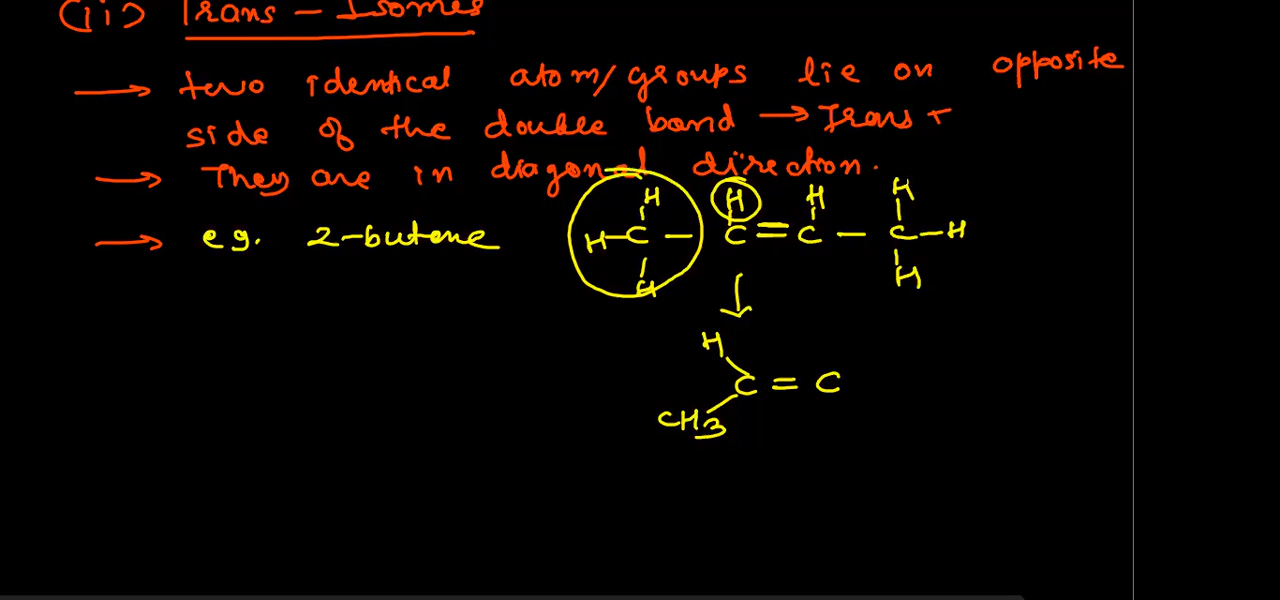 (ii) Trans - Isomes
→ two identical atom/groups lie on opposite
side of the double band → Trans +
→ They are in diagonal direction.
H H H H
→ e.g. 2-butene H-C-C=C-C-H
H H
↓
H
C = C
CH3